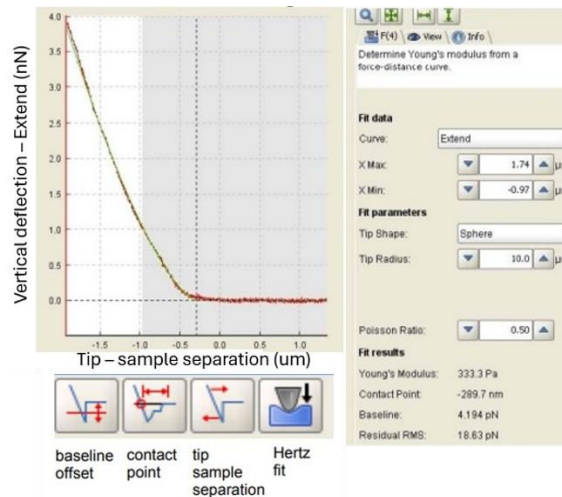 Vertical deflection – Extend (nN)
4.0
3.5
3.0
2.5
2.0
1.5
1.0
0.5
0.0
-1.5 -1.0 -0.5 0.0 0.5 1.0
Tip – sample separation (um)
baseline offset
contact point
tip sample separation
Hertz fit
F(4) View Info
Determine Young's modulus from a
force-distance curve.
Fit data
Curve: Extend
X Max: 1.74 µ
X Min: -0.97 µ
Fit parameters
Tip Shape: Sphere
Tip Radius: 10.0 µ
Poisson Ratio: 0.50
Fit results
Young's Modulus: 333.3 Pa
Contact Point: -289.7 nm
Baseline: 4.194 pN
Residual RMS: 18.63 pN